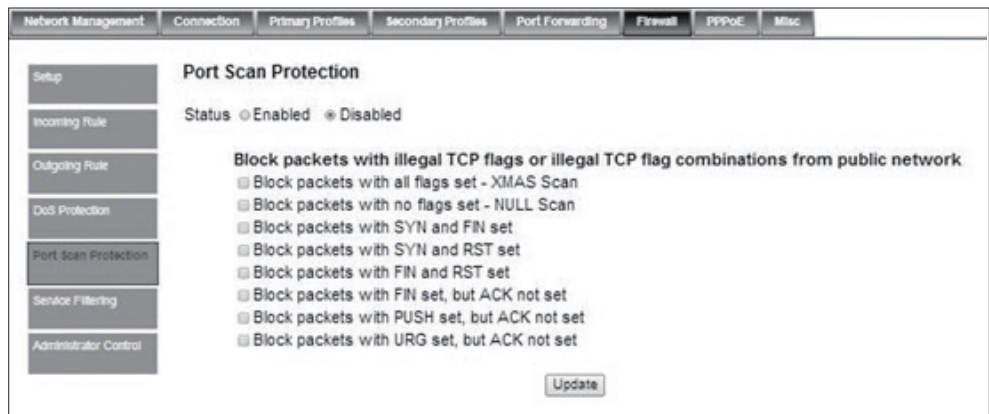 Network Management Connection Primary Profiles Secondary Profiles Port Forwarding Firewall PPPoE Misc
Setup
Incoming Rule
Outgoing Rule
DoS Protection
Port Scan Protection
Service Filtering
Administrator Control
Port Scan Protection
Status Enabled Disabled
Block packets with illegal TCP flags or illegal TCP flag combinations from public network
Block packets with all flags set - XMAS Scan
Block packets with no flags set - NULL Scan
Block packets with SYN and FIN set
Block packets with SYN and RST set
Block packets with FIN and RST set
Block packets with FIN set, but ACK not set
Block packets with PUSH set, but ACK not set
Block packets with URG set, but ACK not set
Update